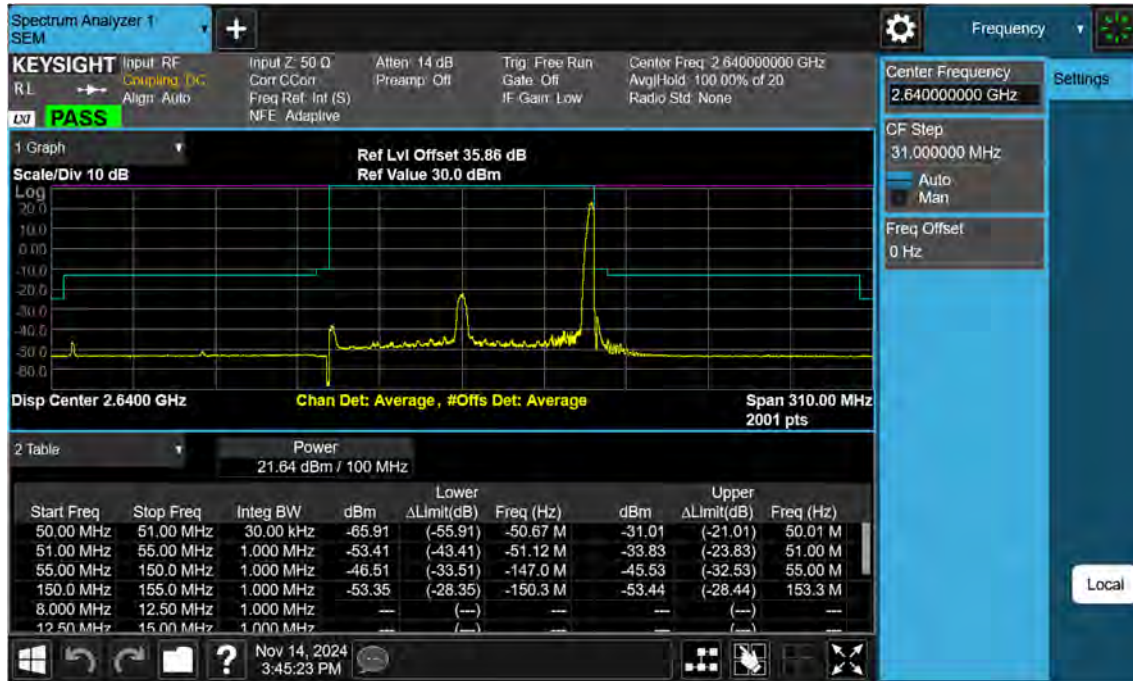 Spectrum Analyzer 1
SEM
+
Frequency
KEYSIGHT
RL
LXI
PASS
Input: RF
Coupling: DC
Align: Auto
Input Z: 50 Ω
Corr CCorr
Freq Ref: Int (S)
NFE: Adaptive
Atten: 14 dB
Preamp: Off
Trig: Free Run
Gate: Off
IF Gain: Low
Center Freq: 2.640000000 GHz
Avg|Hold: 100.00% of 20
Radio Std: None
Center Frequency
2.640000000 GHz
Settings
CF Step
31.000000 MHz
Auto
Man
Freq Offset
0 Hz
Local
1 Graph
Scale/Div 10 dB
Ref Lvl Offset 35.86 dB
Ref Value 30.0 dBm
Log
20.0
10.0
0.00
-10.0
-20.0
-30.0
-40.0
-50.0
-60.0
Disp Center 2.6400 GHz
Chan Det: Average, #Offs Det: Average
Span 310.00 MHz
2001 pts
2 Table
Power
21.64 dBm / 100 MHz
Lower Upper
Start Freq Stop Freq Integ BW dBm ΔLimit(dB) Freq (Hz) dBm ΔLimit(dB) Freq (Hz)
50.00 MHz 51.00 MHz 30.00 kHz -65.91 (-55.91) -50.67 M -31.01 (-21.01) 50.01 M
51.00 MHz 55.00 MHz 1.000 MHz -53.41 (-43.41) -51.12 M -33.83 (-23.83) 51.00 M
55.00 MHz 150.0 MHz 1.000 MHz -46.51 (-33.51) -147.0 M -45.53 (-32.53) 55.00 M
150.0 MHz 155.0 MHz 1.000 MHz -53.35 (-28.35) -150.3 M -53.44 (-28.44) 153.3 M
8.000 MHz 12.50 MHz 1.000 MHz --- (---) --- --- (---) ---
12.50 MHz 15.00 MHz 1.000 MHz --- (---) --- --- (---) ---
?
Nov 14, 2024
3:45:23 PM